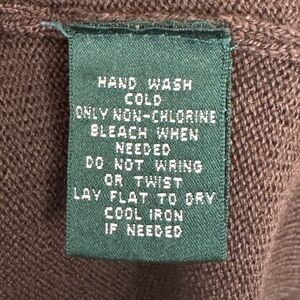 HAND WASH
COLD
ONLY NON-CHLORINE
BLEACH WHEN
NEEDED
DO NOT WRING
OR TWIST
LAY FLAT TO DRY
COOL IRON
IF NEEDED